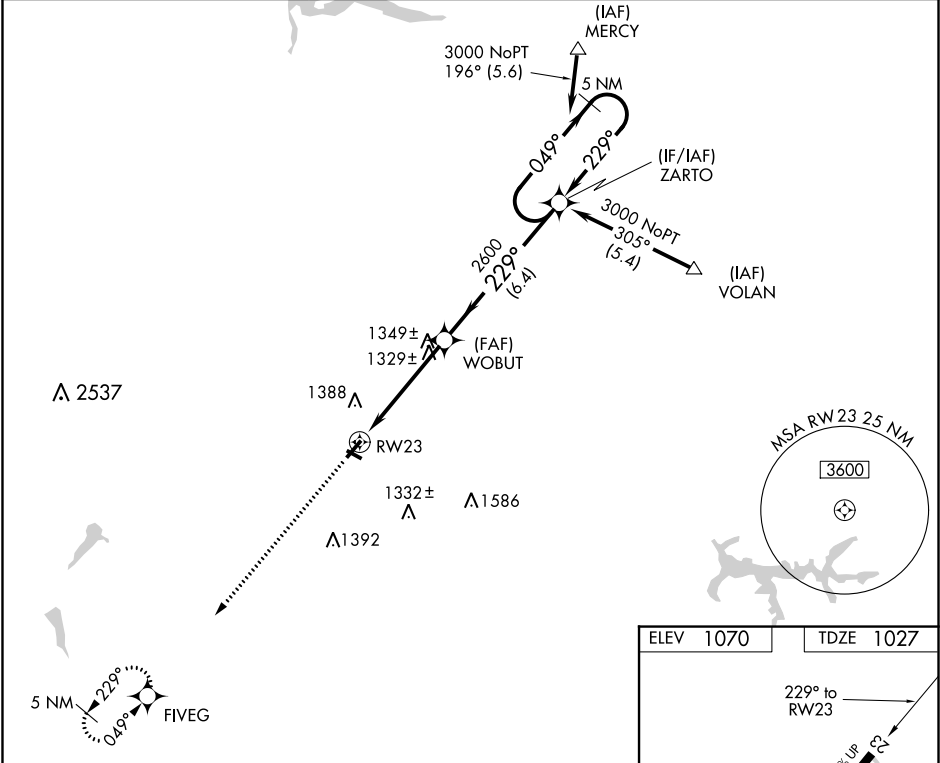 (IAF)
MERCY
3000 NoPT
196° (5.6)
5 NM
049°
229°
(IF/IAF)
ZARTO
3000 NoPT
305°
(5.4)
(IAF)
VOLAN
2600
229°
(6.4)
1349±
1329±
(FAF)
WOBUT
2537
1388
RW23
1332±
1586
1392
MSA RW23 25 NM
3600
5 NM
229°
049°
FIVEG
ELEV 1070
TDZE 1027
229° to
RW23
23
% UP